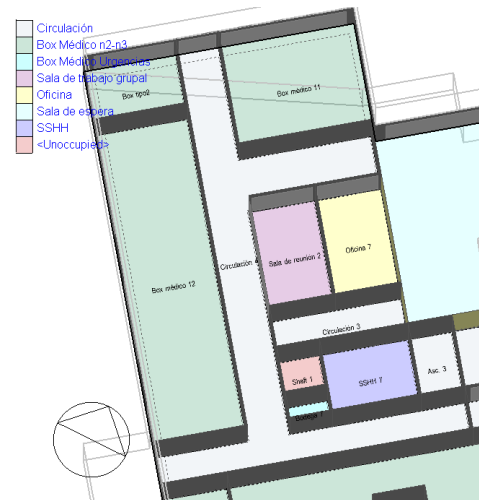 Circulación
Box Médico n2-n3
Box Médico Urgencias
Sala de trabajo grupal
Oficina
Sala de espera
SSHH
<Unoccupied>
Box tipo2
Box médico 11
Box médico 12
Circulación
Sala de reunion 2
Oficina 7
Circulación 3
Shaft 1
SSHH 7
Asc. 3